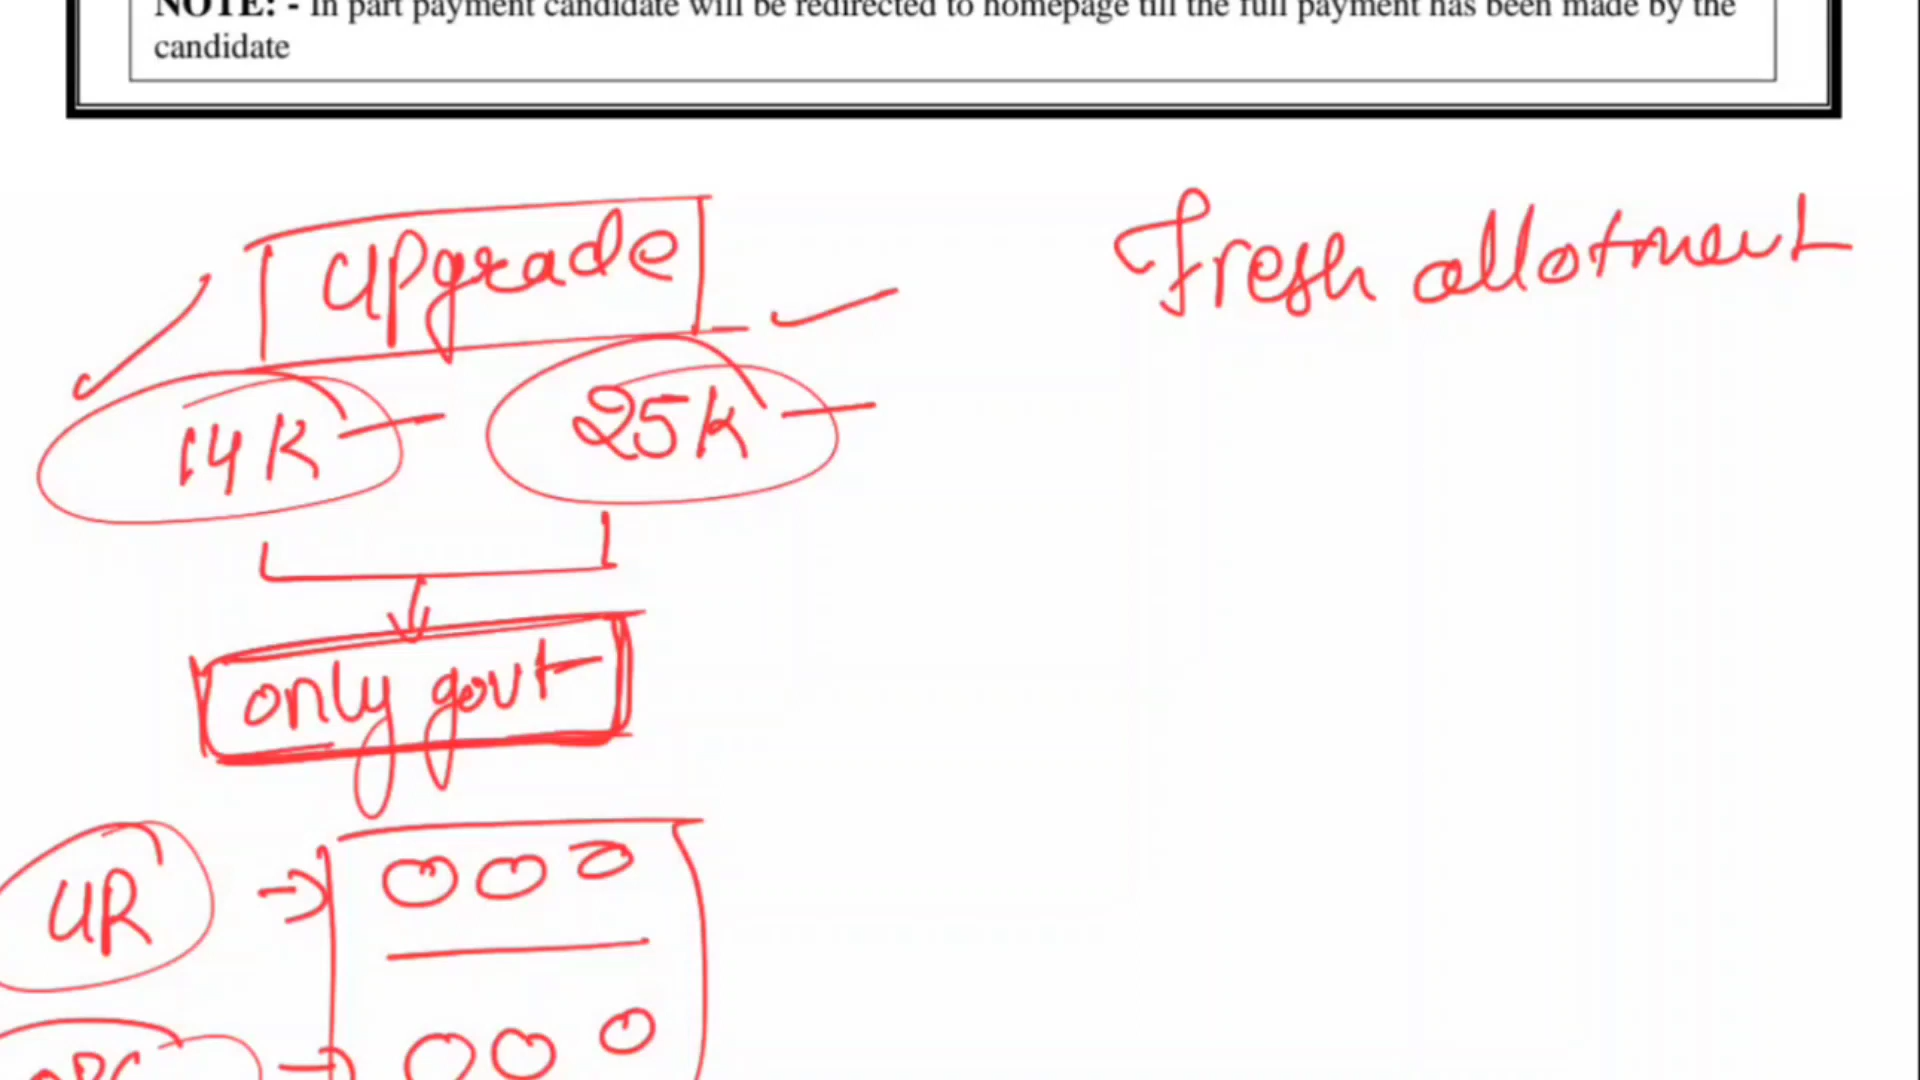 NOTE: - In part payment candidate will be redirected to homepage till the full payment has been made by the
candidate
Upgrade
Fresh allotment
14K
25K
only govt
UR